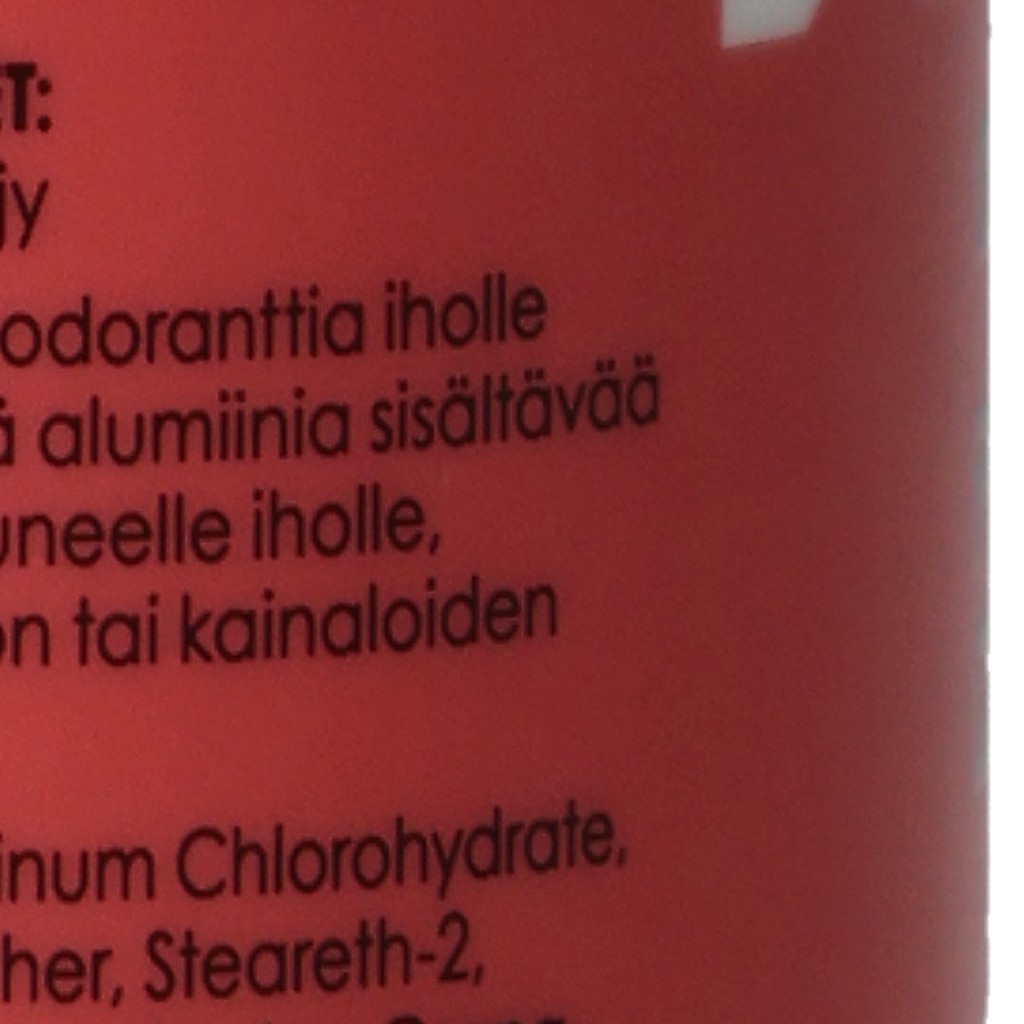 ET:
jy
odoranttia iholle
ä alumiinia sisältävää
uneelle iholle,
on tai kainaloiden
inum Chlorohydrate,
her, Steareth-2,